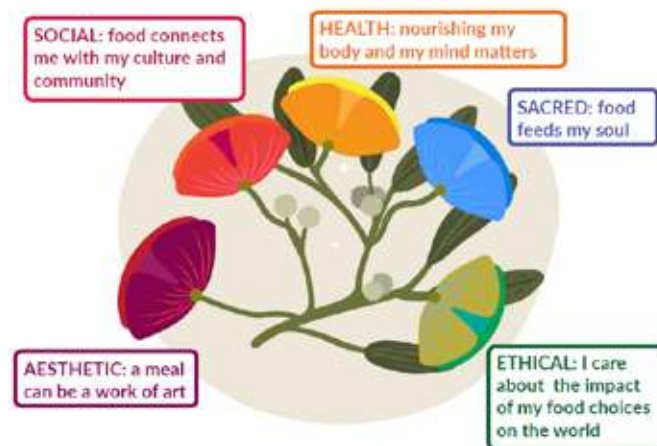 SOCIAL: food connects
me with my culture and
community
HEALTH: nourishing my
body and my mind matters
SACRED: food
feeds my soul
AESTHETIC: a meal
can be a work of art
ETHICAL: I care
about the impact
of my food choices
on the world